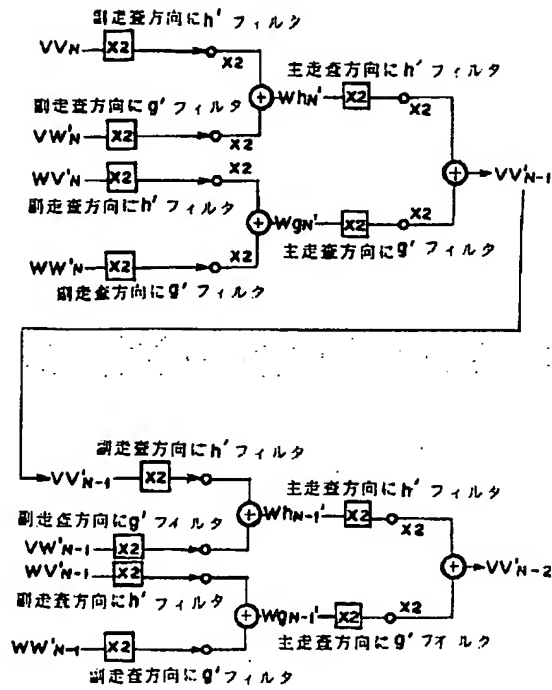 副走査方向にh' フィルタ
VVN X2 X2
副走査方向にg' フィルタ
主走査方向にh' フィルタ
WhN' X2 X2
VW'N X2 X2
WV'N X2 X2
副走査方向にh' フィルタ
VV'N-1
WgN' X2 X2
主走査方向にg' フィルタ
WW'N X2 X2
副走査方向にg' フィルタ
副走査方向にh' フィルタ
VV'N-1 X2
主走査方向にh' フィルタ
副走査方向にg' フィルタ
WhN-1' X2 X2
VW'N-1 X2
WV'N-1 X2
VV'N-2
副走査方向にh' フィルタ
WgN-1' X2 X2
主走査方向にg' フィルタ
WW'N-1 X2
副走査方向にg' フィルタ